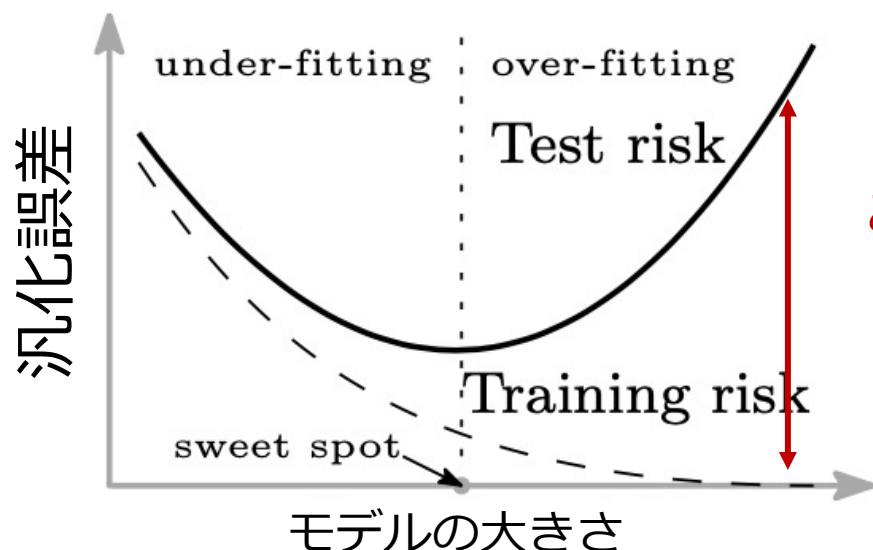 under-fitting
over-fitting
Test risk
汎化誤差
Training risk
sweet spot
モデルの大きさ